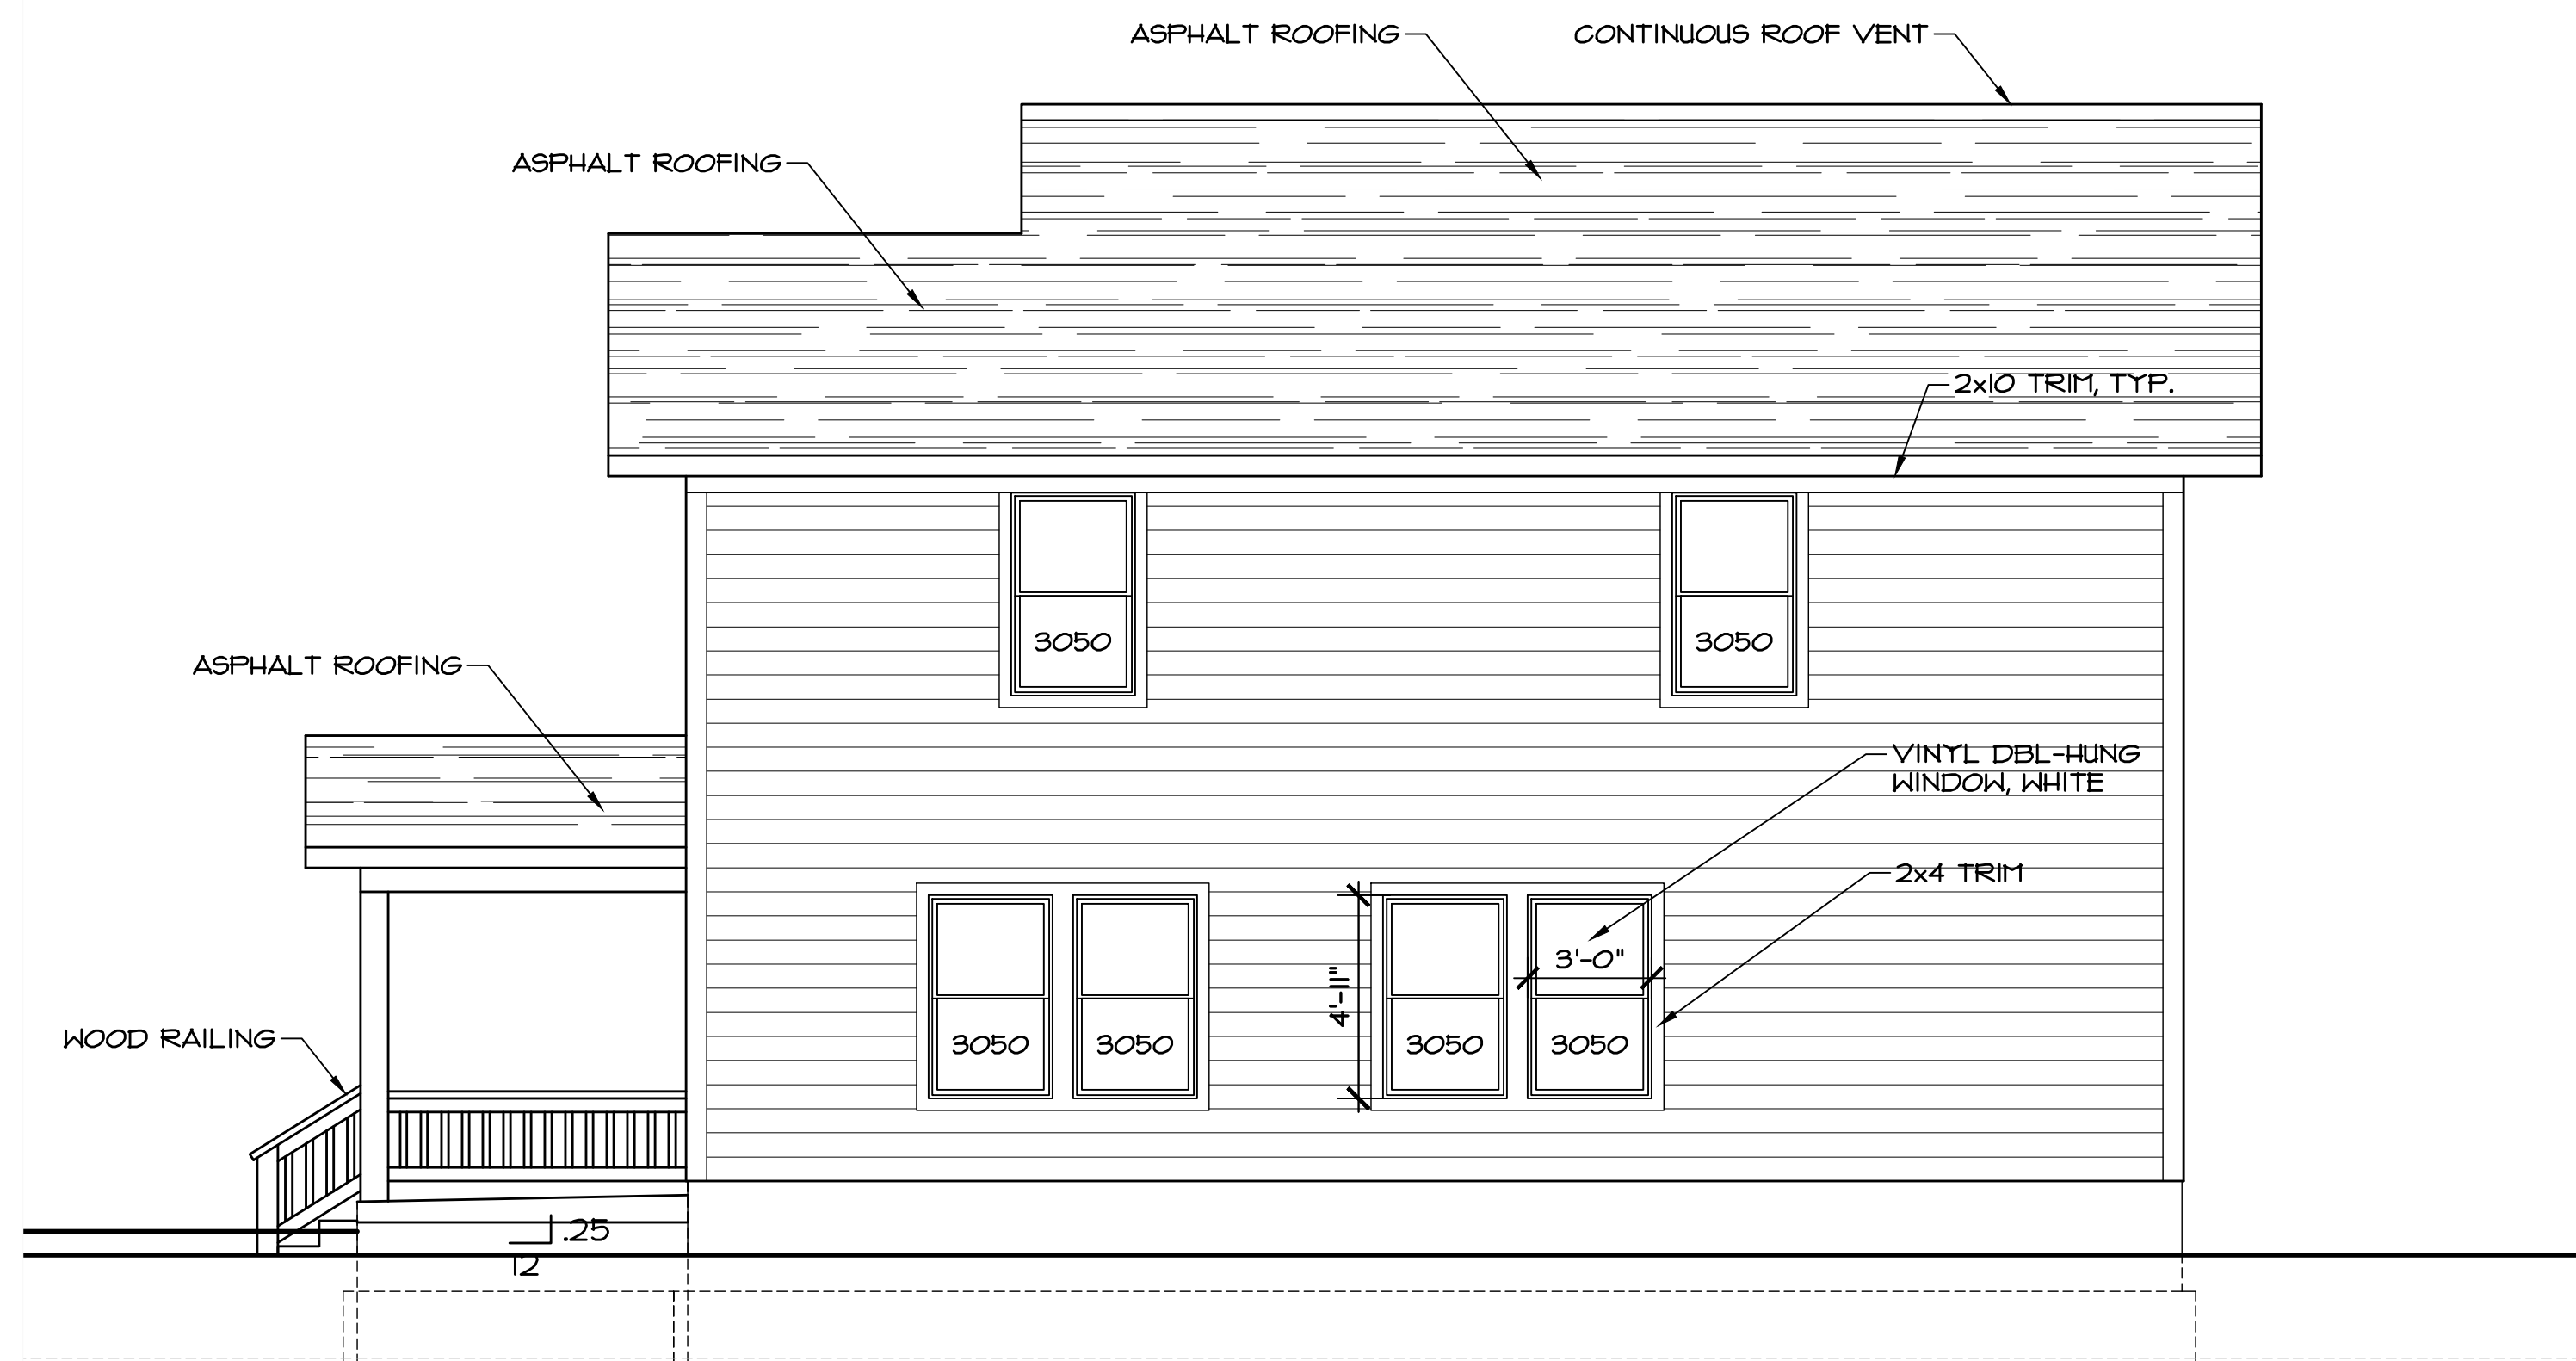 ASPHALT ROOFING
CONTINUOUS ROOF VENT
ASPHALT ROOFING
2x10 TRIM, TYP.
3050
3050
ASPHALT ROOFING
VINYL DBL-HUNG
WINDOW, WHITE
2x4 TRIM
3'-0"
4'-11"
WOOD RAILING
3050
3050
3050
3050
.25
12